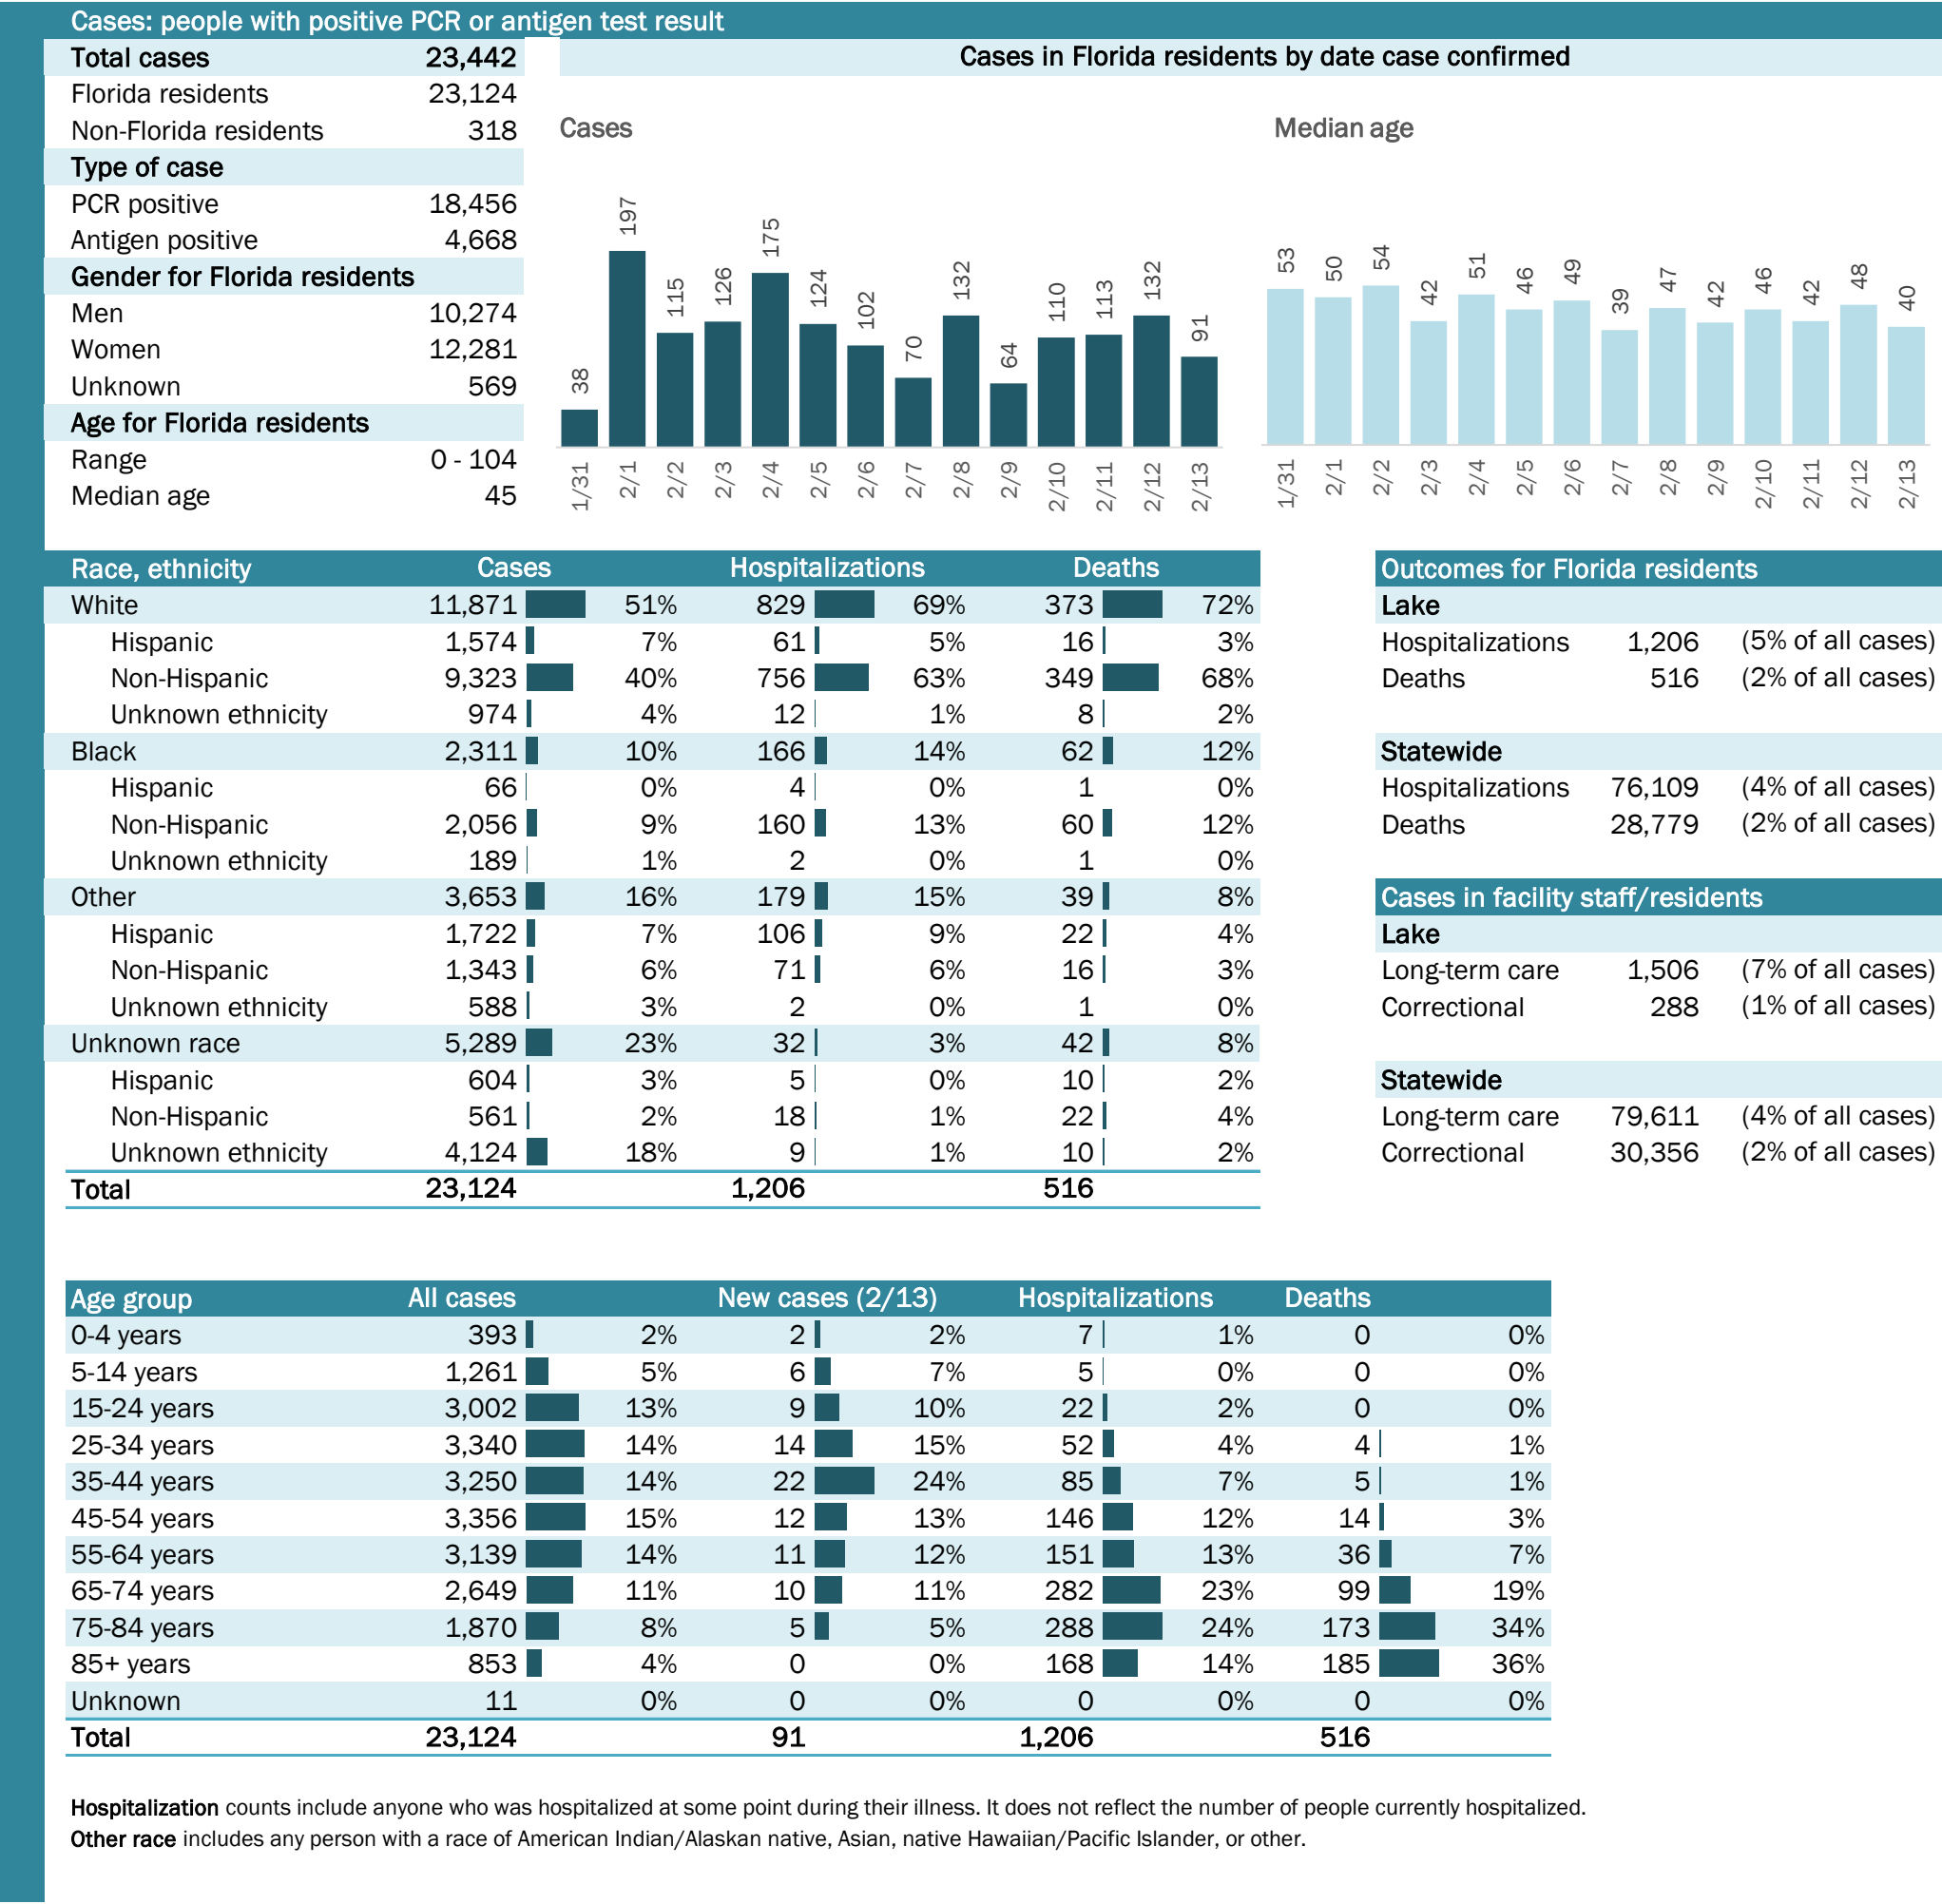 Cases: people with positive PCR or antigen test result
Total cases 23,442
Florida residents 23,124
Non-Florida residents 318
Type of case
PCR positive 18,456
Antigen positive 4,668
Gender for Florida residents
Men 10,274
Women 12,281
Unknown 569
Age for Florida residents
Range 0 - 104
Median age 45
Cases in Florida residents by date case confirmed
Cases
38 197 115 126 175 124 102 70 132 64 110 113 132 91
1/31 2/1 2/2 2/3 2/4 2/5 2/6 2/7 2/8 2/9 2/10 2/11 2/12 2/13
Median age
53 50 54 42 51 46 49 39 47 42 46 42 48 40
1/31 2/1 2/2 2/3 2/4 2/5 2/6 2/7 2/8 2/9 2/10 2/11 2/12 2/13
Race, ethnicity Cases Hospitalizations Deaths
White 11,871 51% 829 69% 373 72%
Hispanic 1,574 7% 61 5% 16 3%
Non-Hispanic 9,323 40% 756 63% 349 68%
Unknown ethnicity 974 4% 12 1% 8 2%
Black 2,311 10% 166 14% 62 12%
Hispanic 66 0% 4 0% 1 0%
Non-Hispanic 2,056 9% 160 13% 60 12%
Unknown ethnicity 189 1% 2 0% 1 0%
Other 3,653 16% 179 15% 39 8%
Hispanic 1,722 7% 106 9% 22 4%
Non-Hispanic 1,343 6% 71 6% 16 3%
Unknown ethnicity 588 3% 2 0% 1 0%
Unknown race 5,289 23% 32 3% 42 8%
Hispanic 604 3% 5 0% 10 2%
Non-Hispanic 561 2% 18 1% 22 4%
Unknown ethnicity 4,124 18% 9 1% 10 2%
Total 23,124 1,206 516
Outcomes for Florida residents
Lake
Hospitalizations 1,206 (5% of all cases)
Deaths 516 (2% of all cases)
Statewide
Hospitalizations 76,109 (4% of all cases)
Deaths 28,779 (2% of all cases)
Cases in facility staff/residents
Lake
Long-term care 1,506 (7% of all cases)
Correctional 288 (1% of all cases)
Statewide
Long-term care 79,611 (4% of all cases)
Correctional 30,356 (2% of all cases)
Age group All cases New cases (2/13) Hospitalizations Deaths
0-4 years 393 2% 2 2% 7 1% 0 0%
5-14 years 1,261 5% 6 7% 5 0% 0 0%
15-24 years 3,002 13% 9 10% 22 2% 0 0%
25-34 years 3,340 14% 14 15% 52 4% 4 1%
35-44 years 3,250 14% 22 24% 85 7% 5 1%
45-54 years 3,356 15% 12 13% 146 12% 14 3%
55-64 years 3,139 14% 11 12% 151 13% 36 7%
65-74 years 2,649 11% 10 11% 282 23% 99 19%
75-84 years 1,870 8% 5 5% 288 24% 173 34%
85+ years 853 4% 0 0% 168 14% 185 36%
Unknown 11 0% 0 0% 0 0% 0 0%
Total 23,124 91 1,206 516
Hospitalization counts include anyone who was hospitalized at some point during their illness. It does not reflect the number of people currently hospitalized.
Other race includes any person with a race of American Indian/Alaskan native, Asian, native Hawaiian/Pacific Islander, or other.